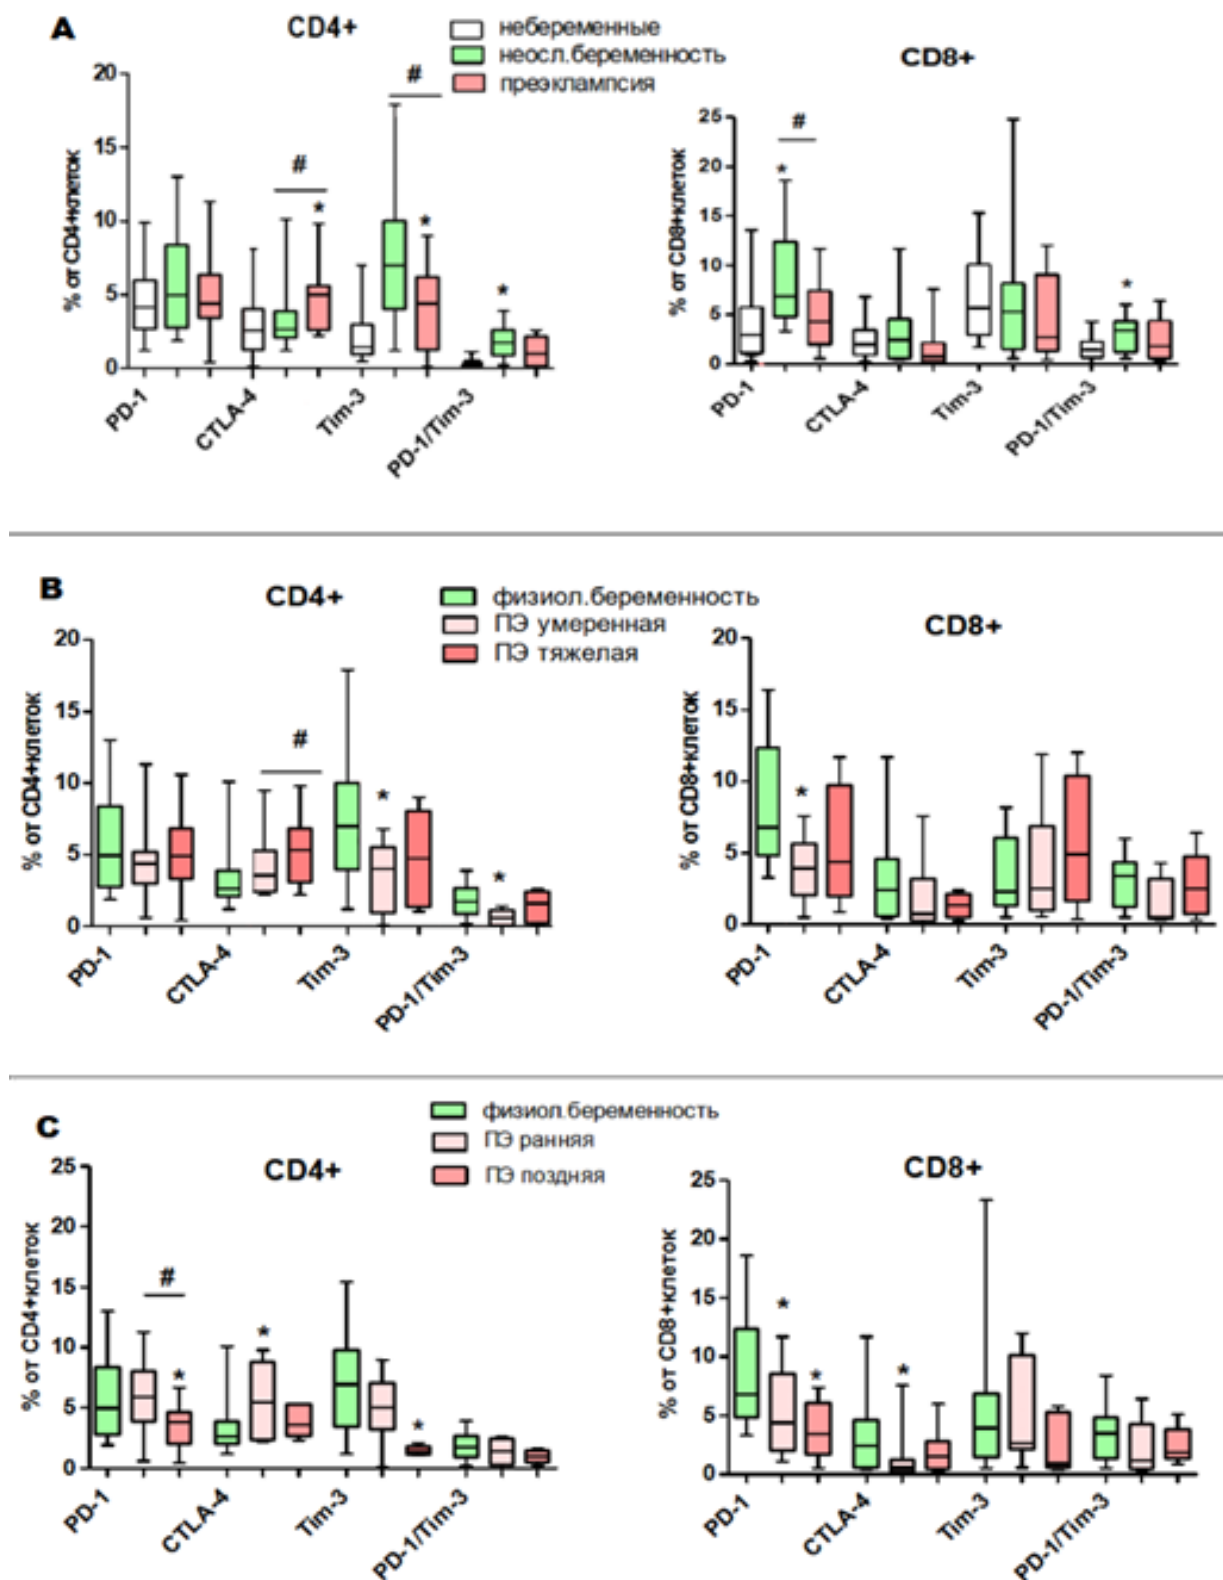 A
CD4+
небеременные
неосл.беременность
преэклампсия
CD8+
% от CD4+клеток
20
15
10
5
0
#
#
*
*
*
PD-1
CTLA-4
Tim-3
PD-1/Tim-3
% от CD8+клеток
25
20
15
10
5
0
#
*
*
PD-1
CTLA-4
Tim-3
PD-1/Tim-3
B
CD4+
физиол.беременность
ПЭ умеренная
ПЭ тяжелая
CD8+
% от CD4+клеток
20
15
10
5
0
#
*
*
PD-1
CTLA-4
Tim-3
PD-1/Tim-3
% от CD8+клеток
20
15
10
5
0
*
PD-1
CTLA-4
Tim-3
PD-1/Tim-3
C
CD4+
физиол.беременность
ПЭ ранняя
ПЭ поздняя
CD8+
% от CD4+клеток
25
20
15
10
5
0
#
*
*
*
PD-1
CTLA-4
Tim-3
PD-1/Tim-3
% от CD8+клеток
25
20
15
10
5
0
*
*
*
PD-1
CTLA-4
Tim-3
PD-1/Tim-3